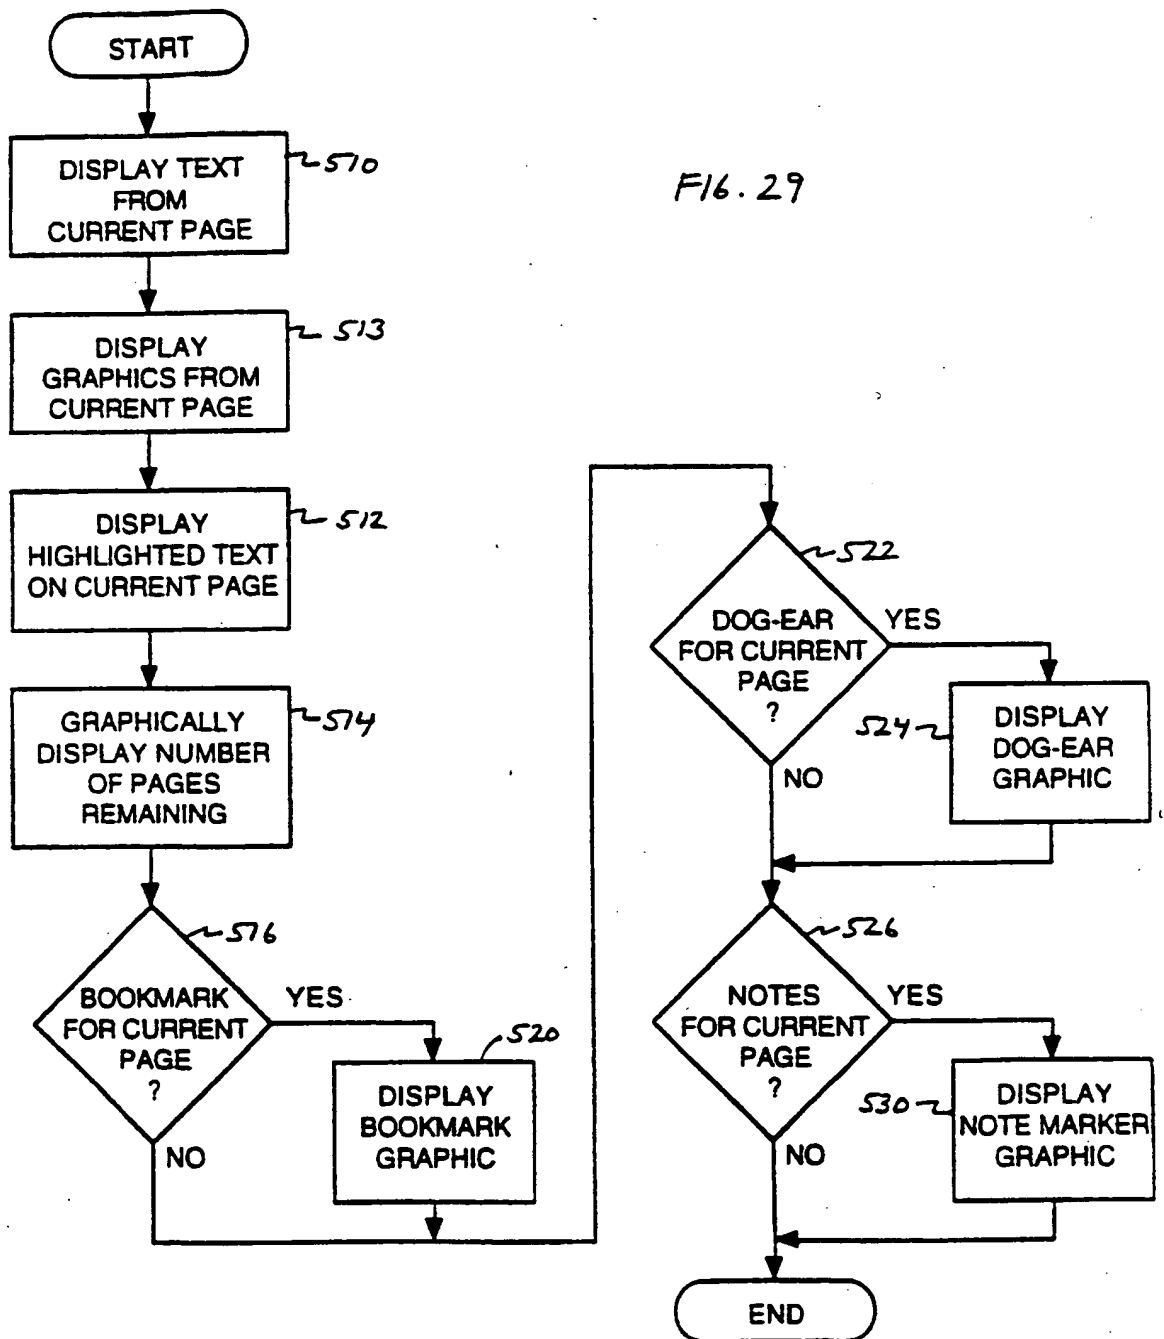 START
DISPLAY TEXT
FROM
CURRENT PAGE
510
FIG. 29
DISPLAY
GRAPHICS FROM
CURRENT PAGE
513
DISPLAY
HIGHLIGHTED TEXT
ON CURRENT PAGE
512
GRAPHICALLY
DISPLAY NUMBER
OF PAGES
REMAINING
514
BOOKMARK
FOR CURRENT
PAGE
?
516
YES
NO
520
DISPLAY
BOOKMARK
GRAPHIC
522
DOG-EAR
FOR CURRENT
PAGE
?
YES
NO
524
DISPLAY
DOG-EAR
GRAPHIC
526
NOTES
FOR CURRENT
PAGE
?
YES
NO
530
DISPLAY
NOTE MARKER
GRAPHIC
END